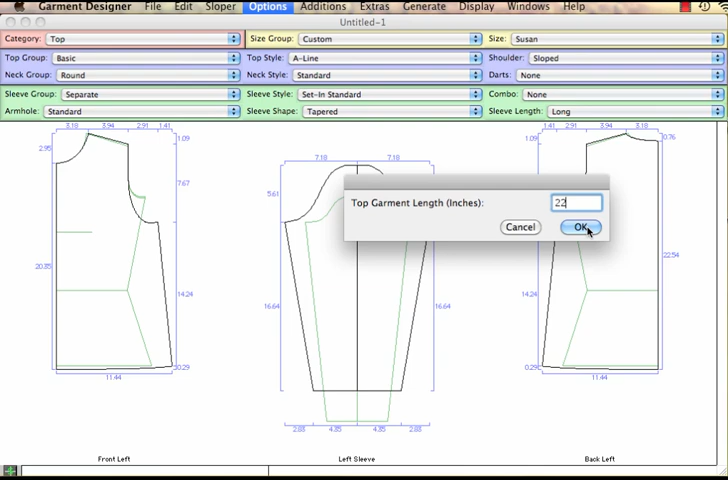 Garment Designer File Edit Sloper Options Additions Extras Generate Display Windows Help
Untitled-1
Category: Top Size Group: Custom Size: Susan
Top Group: Basic Top Style: A-Line Shoulder: Sloped
Neck Group: Round Neck Style: Standard Darts: None
Sleeve Group: Separate Sleeve Style: Set-In Standard Combo: None
Armhole: Standard Sleeve Shape: Tapered Sleeve Length: Long
3.18 3.94 2.91 1.41
1.41 2.91 3.18
2.95 1.09 1.09 0.76
7.18 7.18
7.67 5.61
Top Garment Length (Inches): 22
Cancel OK
20.85 14.24 16.64 16.64 14.24 22.54
0.29 0.29
11.44 11.44
2.88 4.85 4.85 2.88
Front Left Left Sleeve Back Left